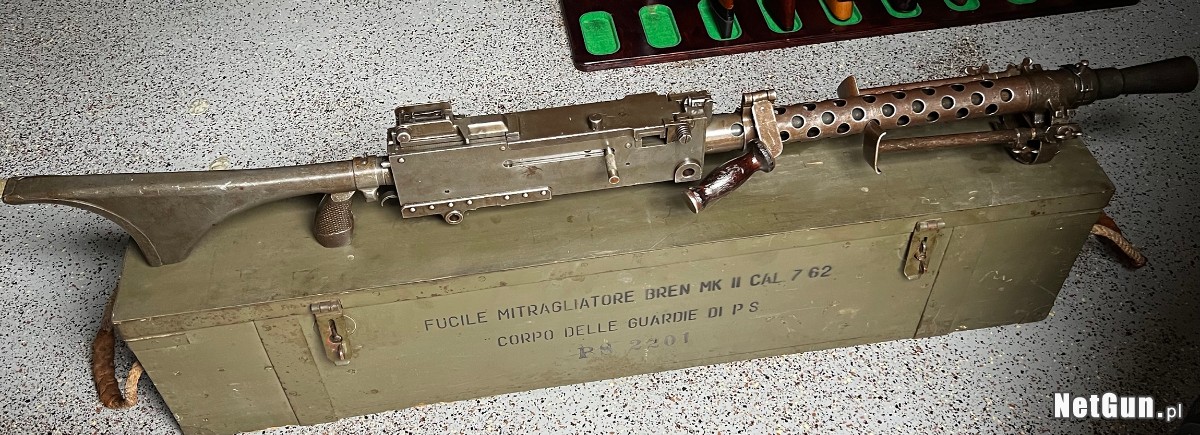 FUCILE MITRAGLIATORE BREN MK II CAL. 7 62
CORPO DELLE GUARDIE DI P S
PS 2201
NetGun.pl